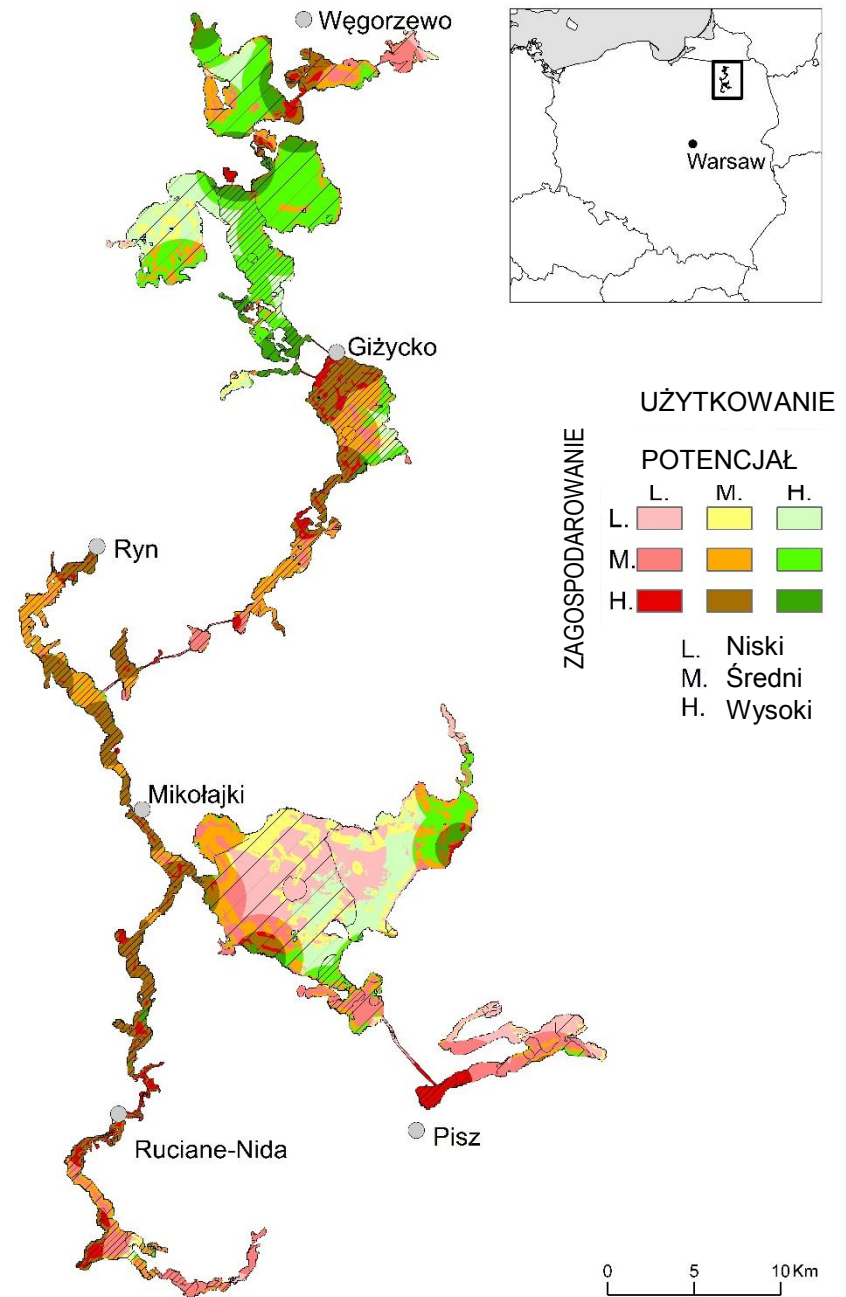 Węgorzewo
Warsaw
Giżycko
UŻYTKOWANIE
POTENCJAŁ
ZAGOSPODAROWANIE
L. M. H.
L.
M.
H.
L. Niski
M. Średni
H. Wysoki
Ryn
Mikołajki
Pisz
Ruciane-Nida
0 5 10 Km